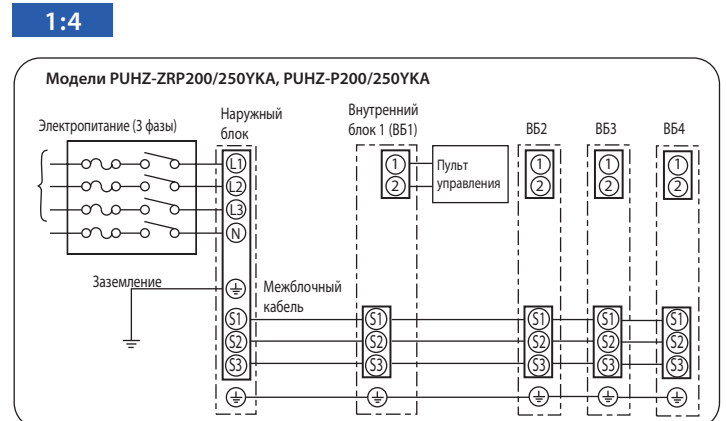 1:4
Модели PUHZ-ZRP200/250YKA, PUHZ-P200/250YKA
Электропитание (3 фазы)
Наружный
блок
Внутренний
блок 1 (ВБ1)
ВБ2
ВБ3
ВБ4
L1
L2
L3
N
1
2
Пульт
управления
1
2
1
2
1
2
Заземление
Межблочный
кабель
S1
S2
S3
S1
S2
S3
S1
S2
S3
S1
S2
S3
S1
S2
S3